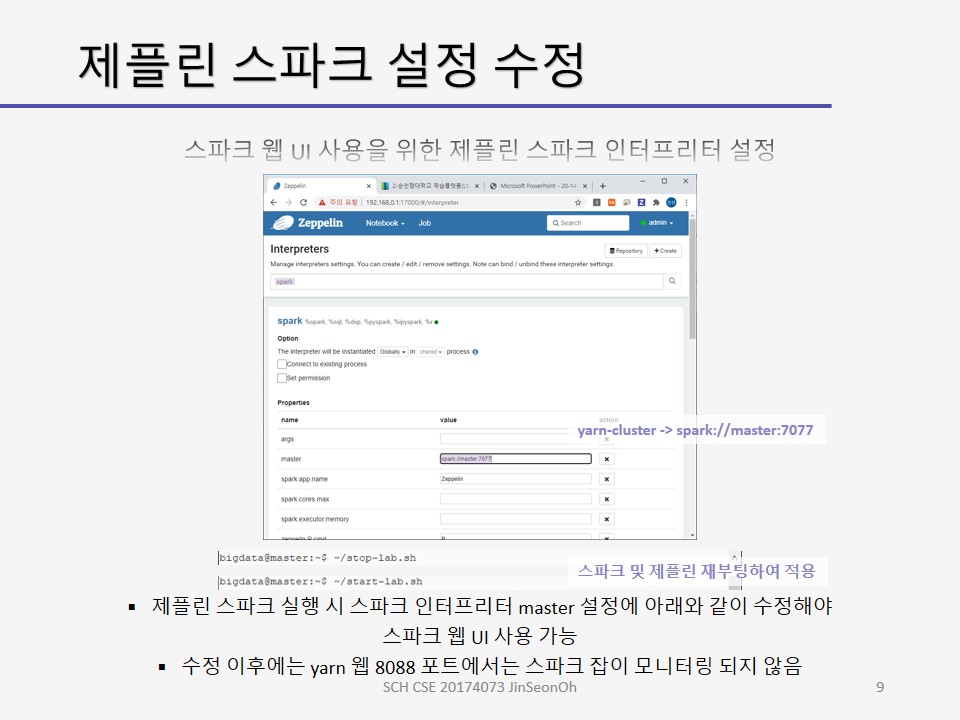 제플린 스파크 설정 수정
스파크 웹 UI 사용을 위한 제플린 스파크 인터프리터 설정
Zeppelin
2-순천향대학교 학습플랫폼(LM
Microsoft PowerPoint - 20-14
주의 요함 | 192.168.0.1:17000/#/interpreter
Zeppelin Notebook Job Search admin
Interpreters
Repository + Create
Manage interpreters settings. You can create / edit / remove settings. Note can bind / unbind these interpreter settings.
spark
spark %spark, %sql, %dep, %pyspark, %ipyspark, %r
Option
The interpreter will be instantiated Globally in shared process
Connect to existing process
Set permission
Properties
name value action
yarn-cluster -> spark://master:7077
args
master spark://master:7077
spark.app.name Zeppelin
spark.cores.max
spark.executor.memory
zeppelin.R.cmd R
bigdata@master:~$ ~/stop-lab.sh
스파크 및 제플린 재부팅하여 적용
bigdata@master:~$ ~/start-lab.sh
▪ 제플린 스파크 실행 시 스파크 인터프리터 master 설정에 아래와 같이 수정해야
스파크 웹 UI 사용 가능
▪ 수정 이후에는 yarn 웹 8088 포트에서는 스파크 잡이 모니터링 되지 않음
SCH CSE 20174073 JinSeonOh
9